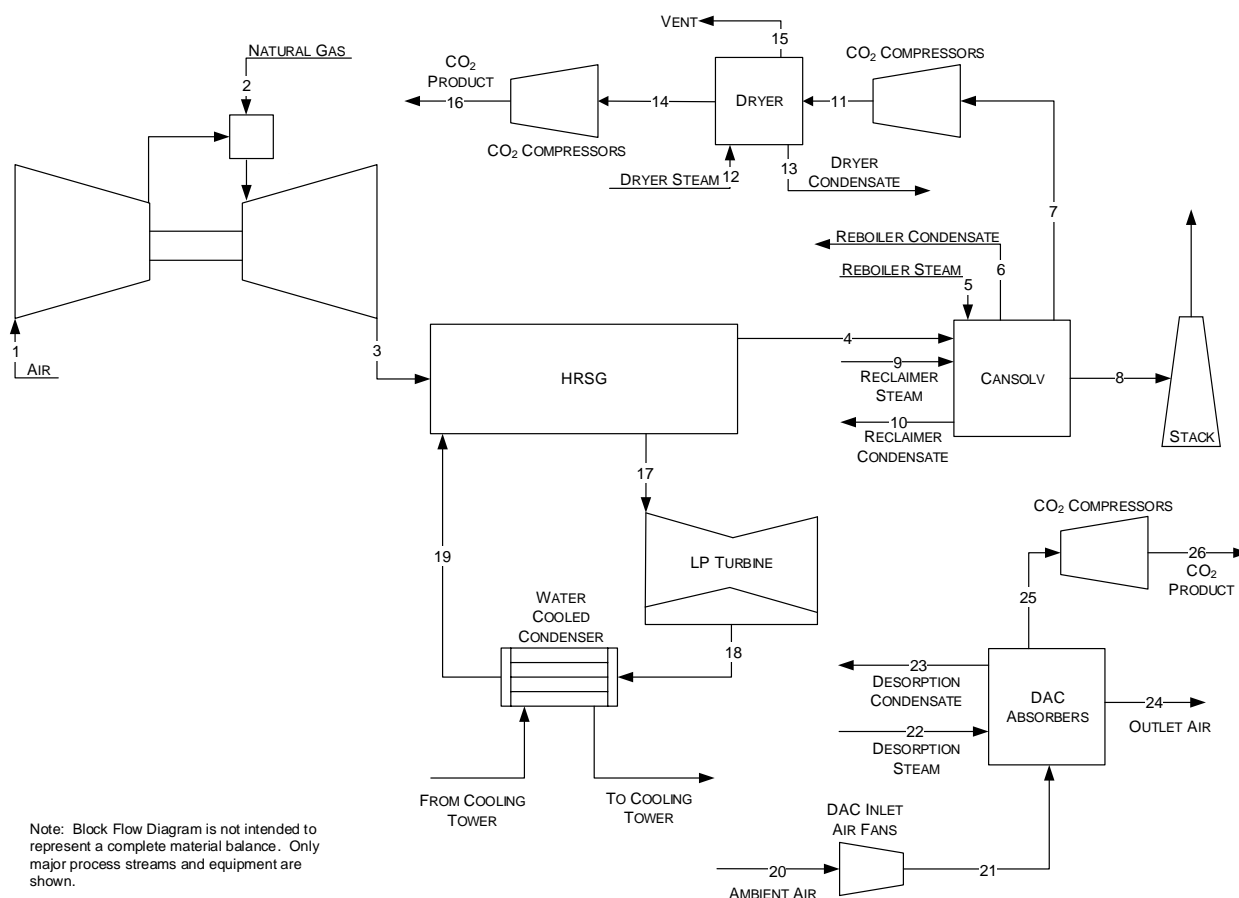 VENT
15
CO2 COMPRESSORS
NATURAL GAS
2
CO2
PRODUCT
16
14
DRYER
11
CO2 COMPRESSORS
DRYER STEAM
12
13
DRYER
CONDENSATE
7
REBOILER CONDENSATE
6
REBOILER STEAM
5
1
AIR
3
HRSG
4
9
RECLAIMER
STEAM
CANSOLV
8
10
RECLAIMER
CONDENSATE
STACK
17
LP TURBINE
19
WATER
COOLED
CONDENSER
18
FROM COOLING
TOWER
TO COOLING
TOWER
CO2 COMPRESSORS
26
CO2
PRODUCT
25
23
DESORPTION
CONDENSATE
DAC
ABSORBERS
24
OUTLET AIR
22
DESORPTION
STEAM
DAC INLET
AIR FANS
20
AMBIENT AIR
21
Note: Block Flow Diagram is not intended to
represent a complete material balance. Only
major process streams and equipment are
shown.